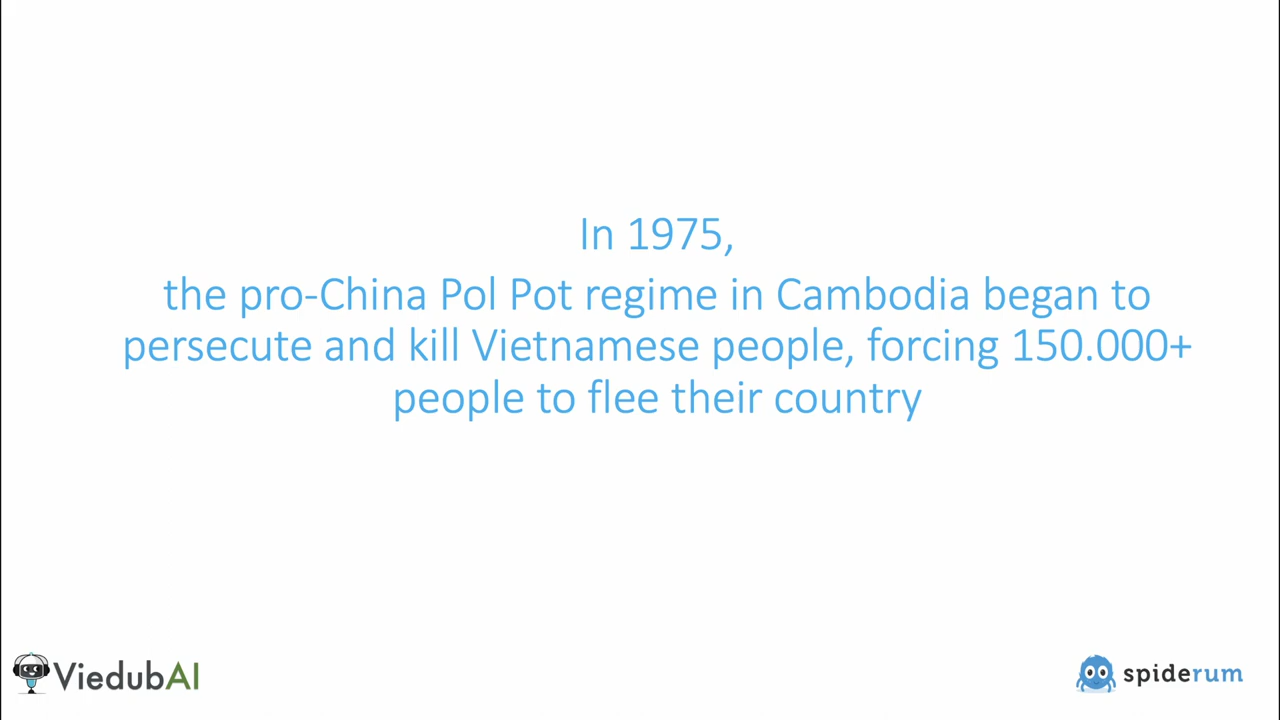 In 1975,
the pro-China Pol Pot regime in Cambodia began to
persecute and kill Vietnamese people, forcing 150.000+
people to flee their country
ViedubAI
spiderum